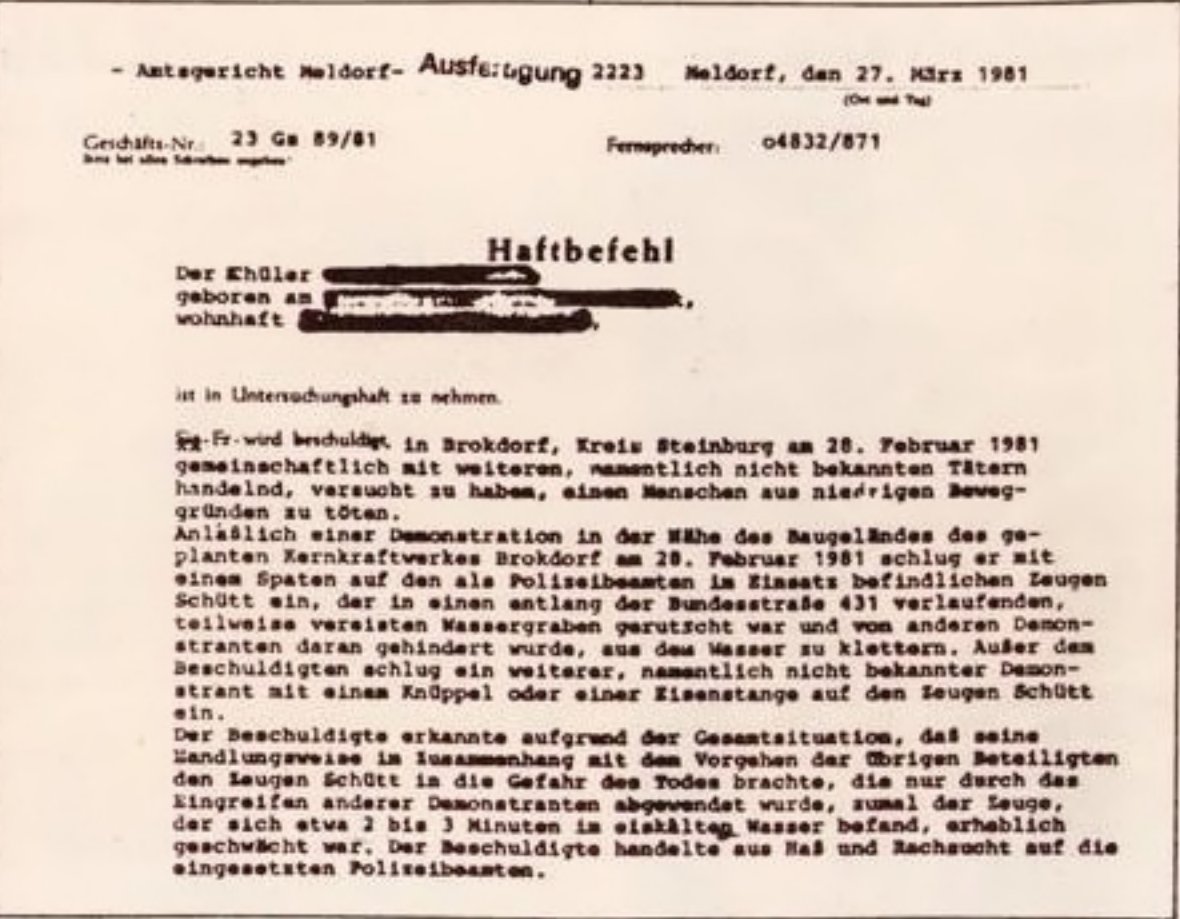 - Amtsgericht Meldorf- Ausfertigung 2223 Meldorf, den 27. März 1981
(Ort und Tag)
Geschäfts-Nr.: 23 Gs 89/81 Fernsprecher: o4832/871
Bitte bei allen Schreiben angeben
Haftbefehl
Der
geboren am
wohnhaft
ist in Untersuchungshaft zu nehmen.
Er wird beschuldigt, in Brokdorf, Kreis Steinburg am 28. Februar 1981
gemeinschaftlich mit weiteren, namentlich nicht bekannten Tätern
handelnd, versucht zu haben, einen Menschen aus niedrigen Beweg-
gründen zu töten.
Anläßlich einer Demonstration in der Nähe des Baugeländes des ge-
planten Kernkraftwerkes Brokdorf am 28. Februar 1981 schlug er mit
einem Spaten auf den als Polizeibeamten im Einsatz befindlichen Zeugen
Schütt ein, der in einen entlang der Bundesstraße 431 verlaufenden,
teilweise vereisten Wassergraben gerutscht war und von anderen Demon-
stranten daran gehindert wurde, aus dem Wasser zu klettern. Außer dem
Beschuldigten schlug ein weiterer, namentlich nicht bekannter Demon-
strant mit einem Knüppel oder einer Eisenstange auf den Zeugen Schütt
ein.
Der Beschuldigte erkannte aufgrund der Gesamtsituation, daß seine
Handlungsweise im Zusammenhang mit dem Vorgehen der übrigen Beteiligten
den Zeugen Schütt in die Gefahr des Todes brachte, die nur durch das
Eingreifen anderer Demonstranten abgewendet wurde, zumal der Zeuge,
der sich etwa 2 bis 3 Minuten im eiskalten Wasser befand, erheblich
geschwächt war. Der Beschuldigte handelte aus Haß und Rachsucht auf die
eingesetzten Polizeibeamten.